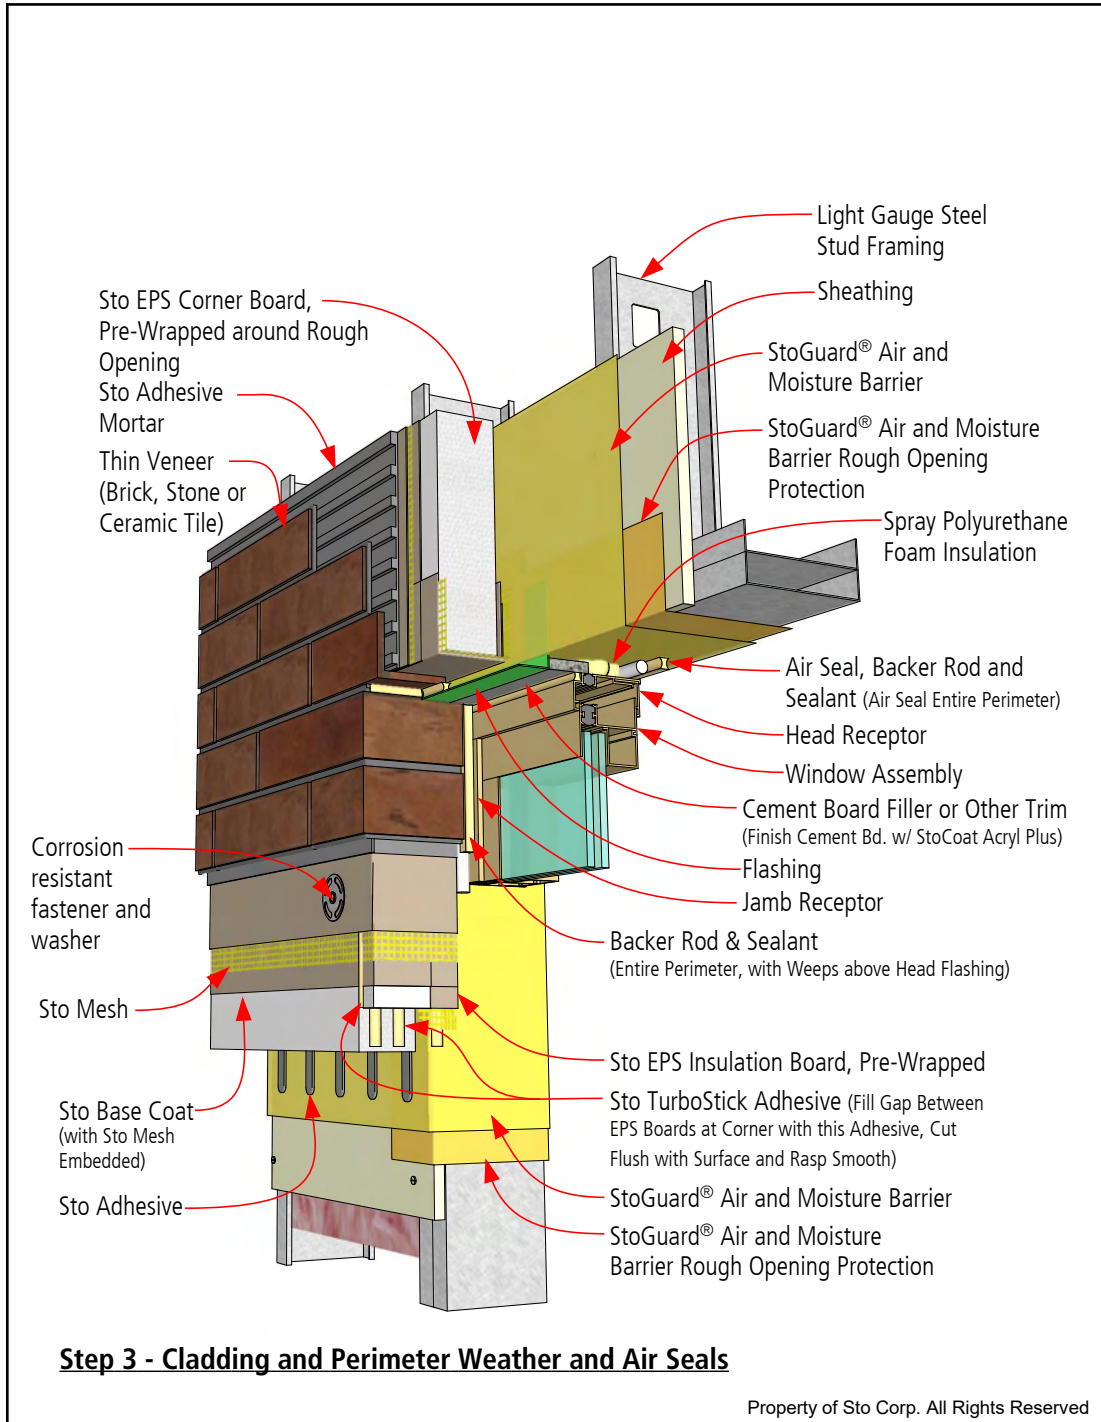 Light Gauge Steel
Stud Framing
Sheathing
StoGuard® Air and
Moisture Barrier
StoGuard® Air and Moisture
Barrier Rough Opening
Protection
Spray Polyurethane
Foam Insulation
Sto EPS Corner Board,
Pre-Wrapped around Rough
Opening
Sto Adhesive
Mortar
Thin Veneer
(Brick, Stone or
Ceramic Tile)
Air Seal, Backer Rod and
Sealant (Air Seal Entire Perimeter)
Head Receptor
Window Assembly
Cement Board Filler or Other Trim
(Finish Cement Bd. w/ StoCoat Acryl Plus)
Flashing
Jamb Receptor
Backer Rod & Sealant
(Entire Perimeter, with Weeps above Head Flashing)
Corrosion
resistant
fastener and
washer
Sto Mesh
Sto Base Coat
(with Sto Mesh
Embedded)
Sto Adhesive
Sto EPS Insulation Board, Pre-Wrapped
Sto TurboStick Adhesive (Fill Gap Between
EPS Boards at Corner with this Adhesive, Cut
Flush with Surface and Rasp Smooth)
StoGuard® Air and Moisture Barrier
StoGuard® Air and Moisture
Barrier Rough Opening Protection
Step 3 - Cladding and Perimeter Weather and Air Seals
Property of Sto Corp. All Rights Reserved